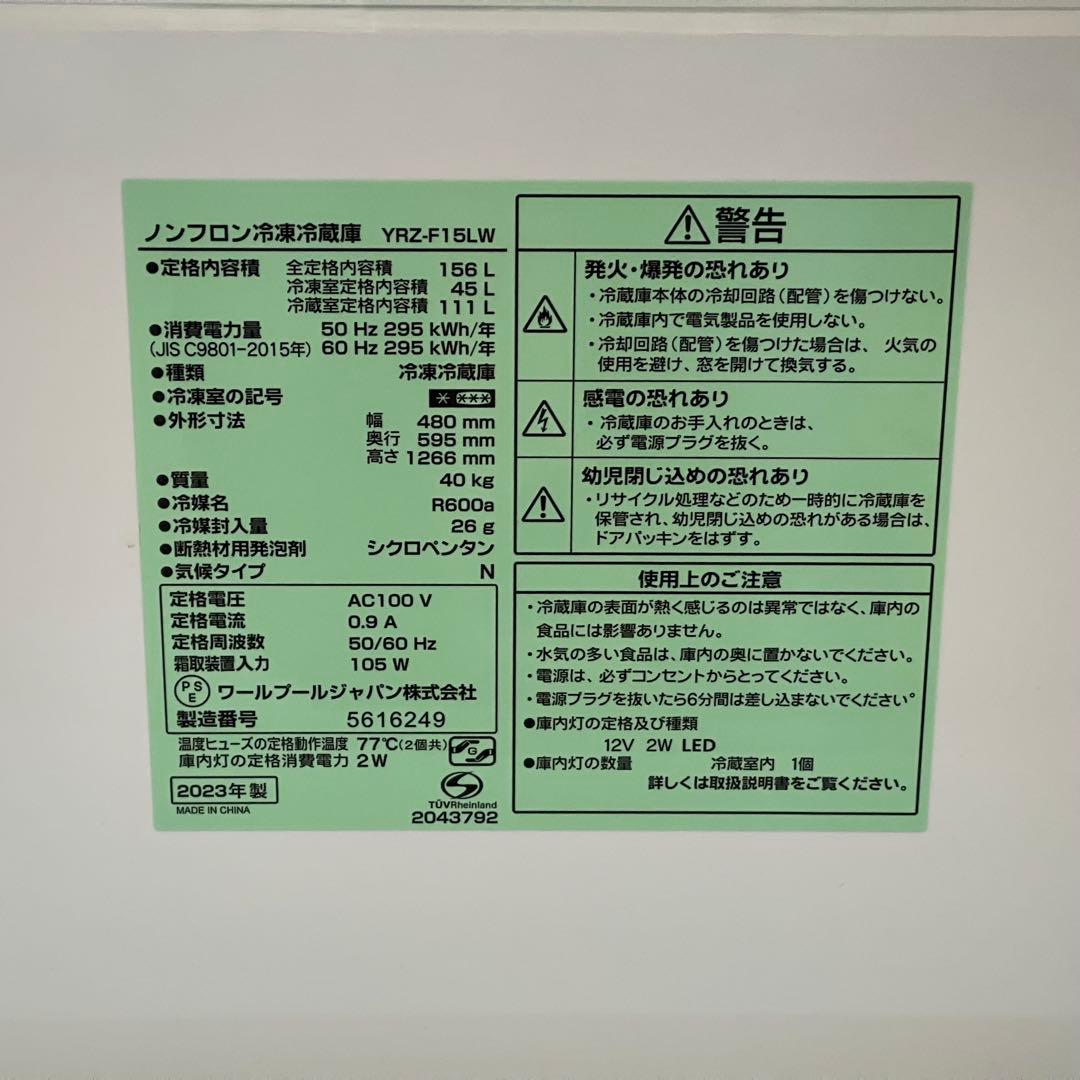 ノンフロン冷凍冷蔵庫 YRZ-F15LW
●定格内容積 全定格内容積 156 L
冷凍室定格内容積 45 L
冷蔵室定格内容積 111 L
●消費電力量 50 Hz 295 kWh/年
(JIS C9801-2015年) 60 Hz 295 kWh/年
●種類 冷凍冷蔵庫
●冷凍室の記号
●外形寸法 幅 480 mm
奥行 595 mm
高さ 1266 mm
●質量 40 kg
●冷媒名 R600a
●冷媒封入量 26 g
●断熱材用発泡剤 シクロペンタン
●気候タイプ N
定格電圧 AC100 V
定格電流 0.9 A
定格周波数 50/60 Hz
霜取装置入力 105 W
PSE ワールプールジャパン株式会社
製造番号 5616249
温度ヒューズの定格動作温度 77℃(2個共)
庫内灯の定格消費電力 2W
G
2023年製
MADE IN CHINA
TÜVRheinland
2043792
警告
発火・爆発の恐れあり
・冷蔵庫本体の冷却回路(配管)を傷つけない。
・冷蔵庫内で電気製品を使用しない。
・冷却回路(配管)を傷つけた場合は、火気の
使用を避け、窓を開けて換気する。
感電の恐れあり
・冷蔵庫のお手入れのときは、
必ず電源プラグを抜く。
幼児閉じ込めの恐れあり
・リサイクル処理などのため一時的に冷蔵庫を
保管され、幼児閉じ込めの恐れがある場合は、
ドアパッキンをはずす。
使用上のご注意
・冷蔵庫の表面が熱く感じるのは異常ではなく、庫内の
食品には影響ありません。
・水気の多い食品は、庫内の奥に置かないでください。
・電源は、必ずコンセントからとってください。
・電源プラグを抜いたら6分間は差し込まないでください。
●庫内灯の定格及び種類
12V 2W LED
●庫内灯の数量 冷蔵室内 1個
詳しくは取扱説明書をご覧ください。